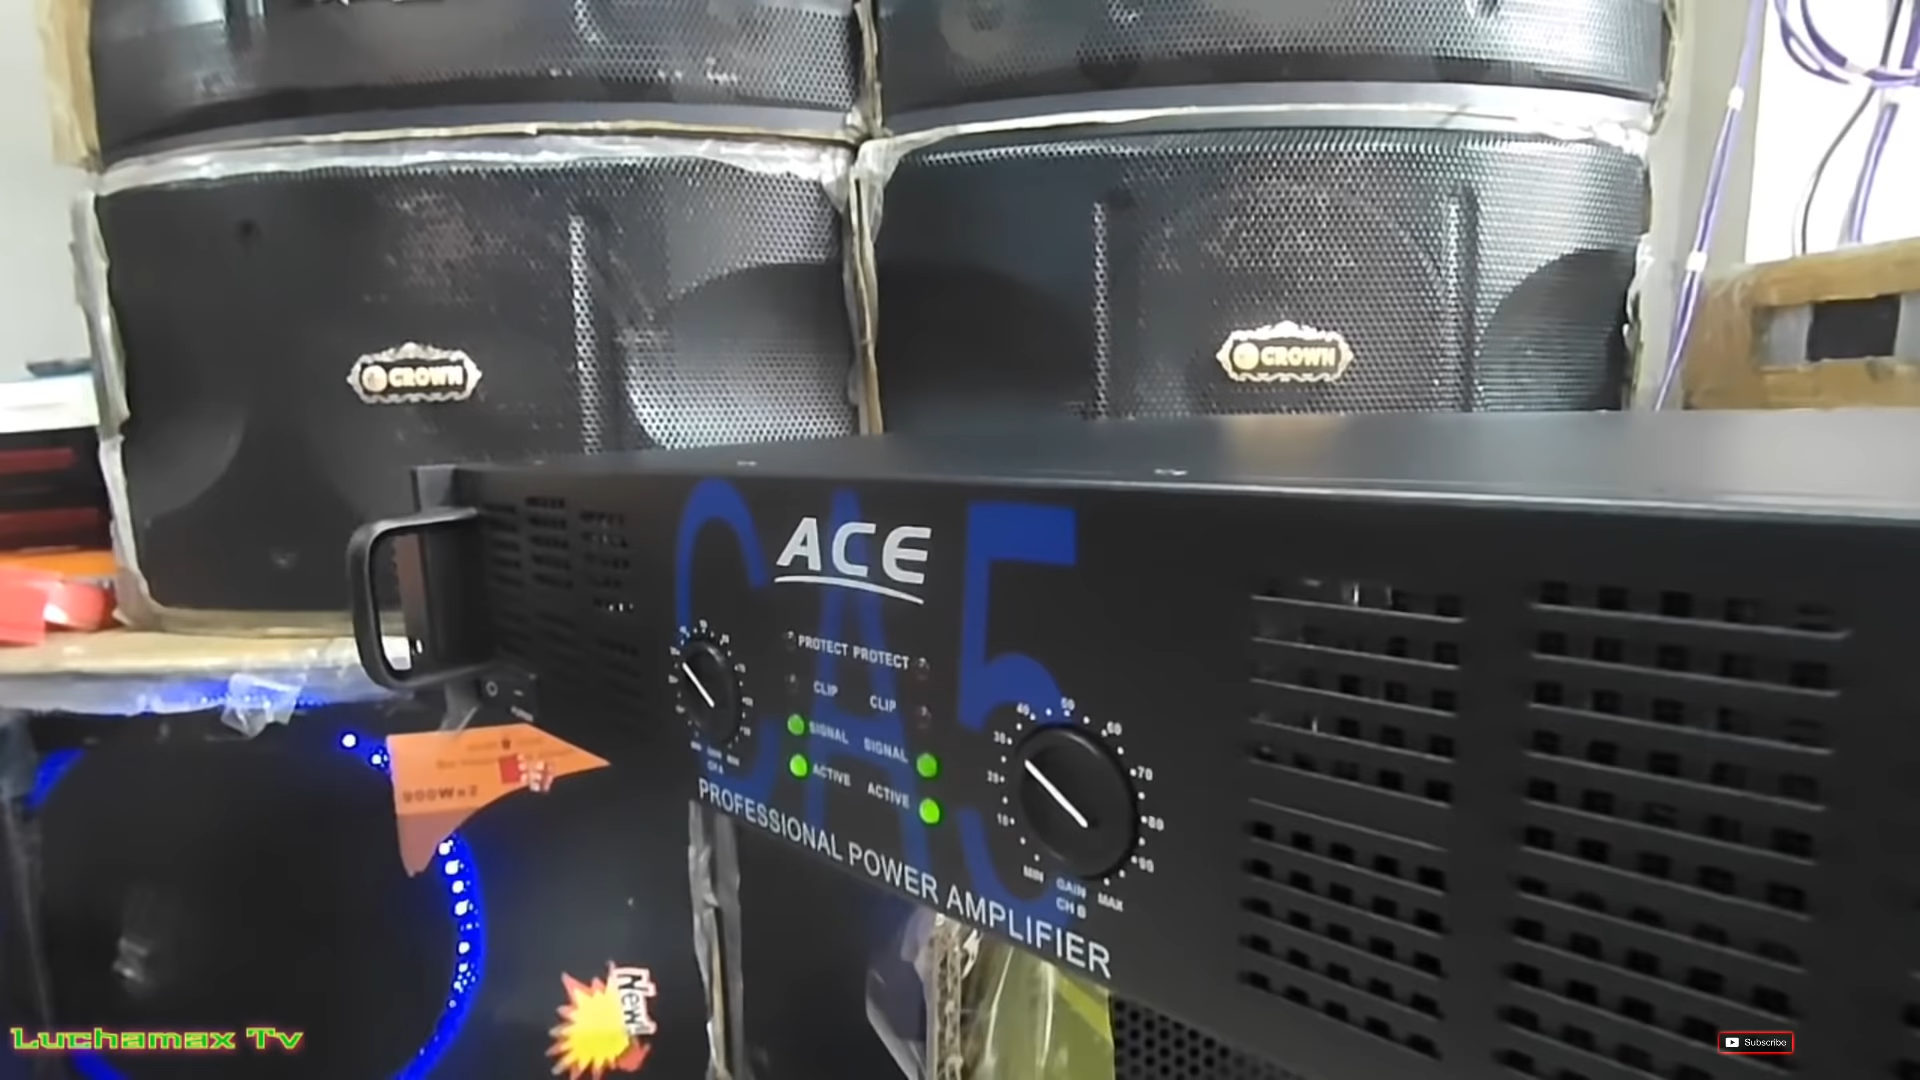 CROWN
CROWN
CA5
ACE
PROTECT PROTECT
CLIP CLIP
SIGNAL SIGNAL
ACTIVE ACTIVE
10 20 30 40 50 60 70 80 90
MIN MAX
GAIN
CH B
PROFESSIONAL POWER AMPLIFIER
900Wx2
New
Luchamax Tv
Subscribe